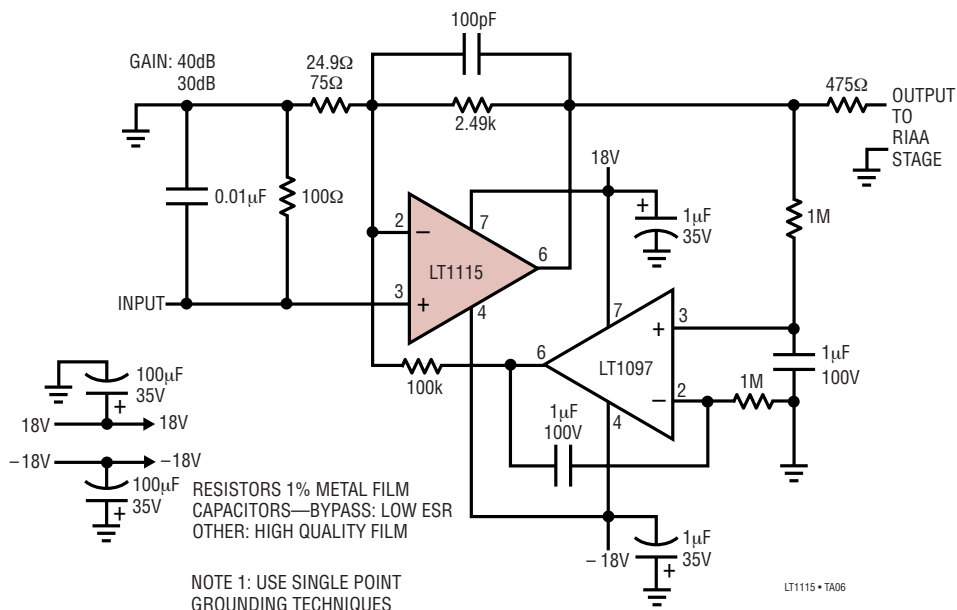 100pF
GAIN: 40dB
30dB
24.9Ω
75Ω
2.49k
475Ω
OUTPUT
TO
RIAA
STAGE
0.01µF
100Ω
18V
+
1µF
35V
1M
2
–
7
LT1115
6
3
+
4
INPUT
7
3
+
6
LT1097
2
–
4
1M
1µF
100V
100k
1µF
100V
100µF
35V
+
18V
18V
–18V
–18V
100µF
35V
+
RESISTORS 1% METAL FILM
CAPACITORS—BYPASS: LOW ESR
OTHER: HIGH QUALITY FILM
–18V
1µF
35V
+
NOTE 1: USE SINGLE POINT
GROUNDING TECHNIQUES
LT1115 • TA06